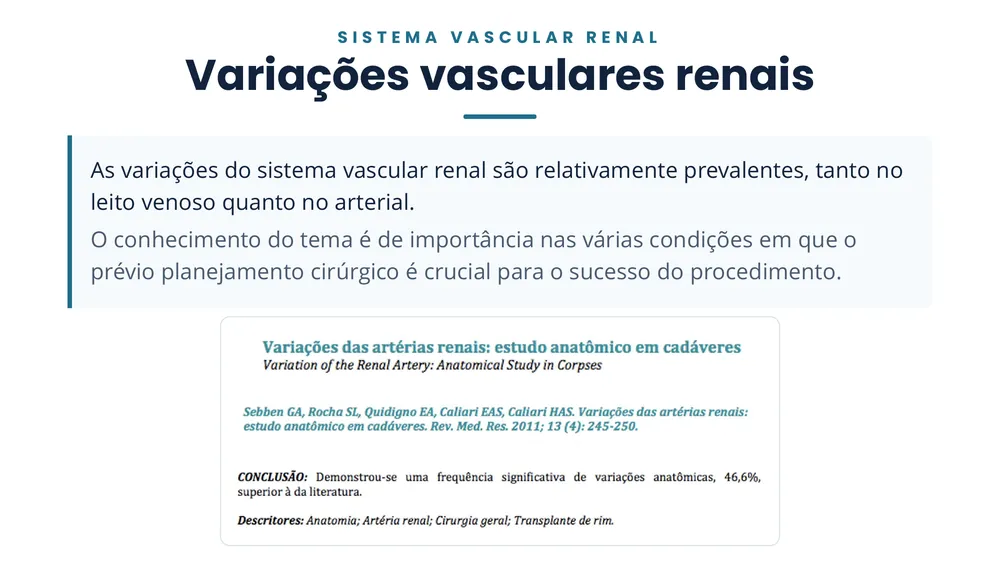 SISTEMA VASCULAR RENAL
Variações vasculares renais
As variações do sistema vascular renal são relativamente prevalentes, tanto no
leito venoso quanto no arterial.
O conhecimento do tema é de importância nas várias condições em que o
prévio planejamento cirúrgico é crucial para o sucesso do procedimento.
Variações das artérias renais: estudo anatômico em cadáveres
Variation of the Renal Artery: Anatomical Study in Corpses
Sebben GA, Rocha SL, Quidigno EA, Caliari EAS, Caliari HAS. Variações das artérias renais:
estudo anatômico em cadáveres. Rev. Med. Res. 2011; 13 (4): 245-250.
CONCLUSÃO: Demonstrou-se uma frequência significativa de variações anatômicas, 46,6%,
superior à da literatura.
Descritores: Anatomia; Artéria renal; Cirurgia geral; Transplante de rim.